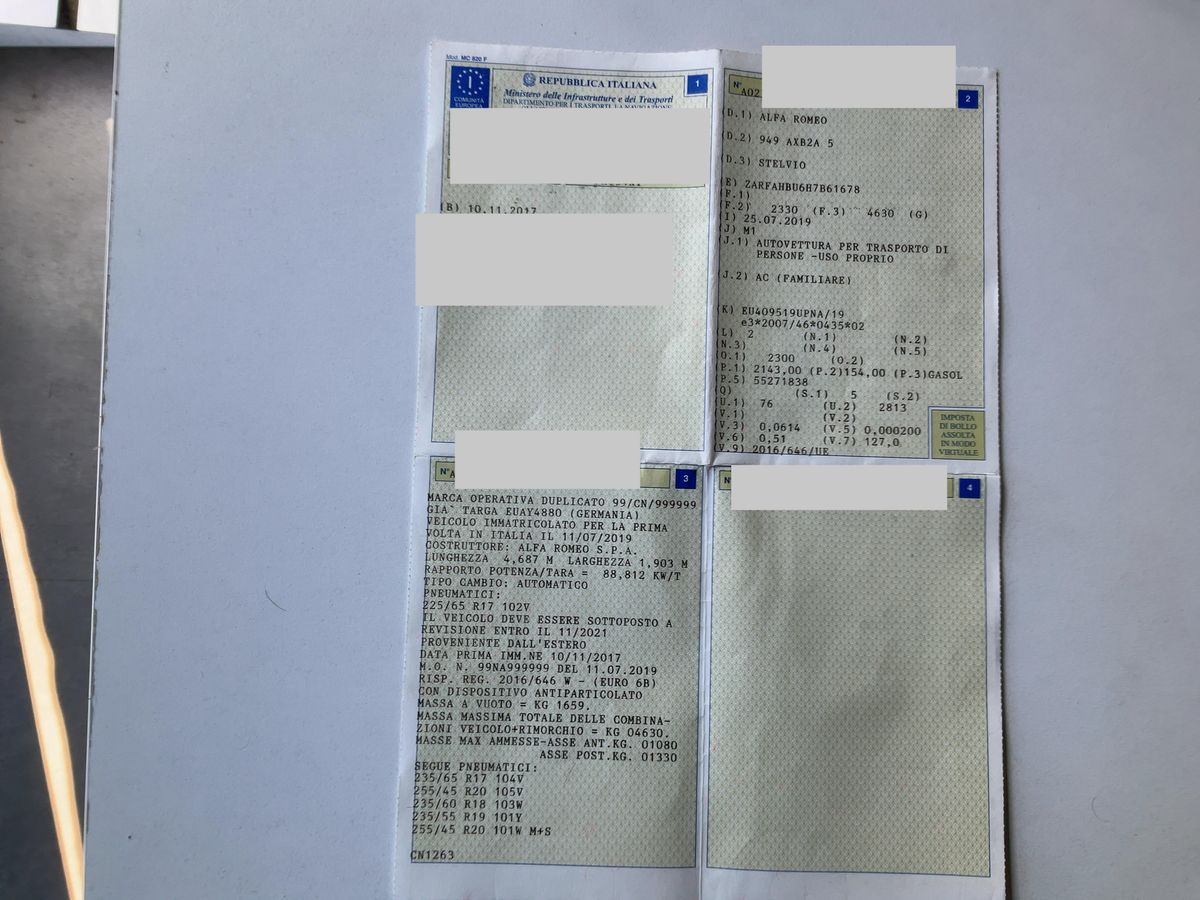 Mod. MC 820 F
I
COMUNITÀ
EUROPEA
REPUBBLICA ITALIANA
1
Ministero delle Infrastrutture e dei Trasporti
DIPARTIMENTO PER I TRASPORTI, LA NAVIGAZIONE
(B) 10.11.2017
N° A02
2
(D.1) ALFA ROMEO
(D.2) 949 AXB2A 5
(D.3) STELVIO
(E) ZARFAHBU6H7B61678
(F.1)
(F.2) 2330 (F.3) 4630 (G)
(I) 25.07.2019
(J) M1
(J.1) AUTOVETTURA PER TRASPORTO DI
PERSONE -USO PROPRIO
(J.2) AC (FAMILIARE)
(K) EU409519UPNA/19
e3*2007/46*0435*02
(L) 2 (N.1) (N.2)
(N.3) (N.4) (N.5)
(O.1) 2300 (O.2)
(P.1) 2143,00 (P.2)154,00 (P.3)GASOL
(P.5) 55271838
(Q) (S.1) 5 (S.2)
(U.1) 76 (U.2) 2813
(V.1) (V.2)
(V.3) 0,0614 (V.5) 0,000200
(V.6) 0,51 (V.7) 127,0
(V.9) 2016/646/UE
IMPOSTA
DI BOLLO
ASSOLTA
IN MODO
VIRTUALE
N° A
3
MARCA OPERATIVA DUPLICATO 99/CN/999999
GIA` TARGA EUAY4880 (GERMANIA)
VEICOLO IMMATRICOLATO PER LA PRIMA
VOLTA IN ITALIA IL 11/07/2019
COSTRUTTORE: ALFA ROMEO S.P.A.
LUNGHEZZA 4,687 M LARGHEZZA 1,903 M
RAPPORTO POTENZA/TARA = 88,812 KW/T
TIPO CAMBIO: AUTOMATICO
PNEUMATICI:
225/65 R17 102V
IL VEICOLO DEVE ESSERE SOTTOPOSTO A
REVISIONE ENTRO IL 11/2021
PROVENIENTE DALL'ESTERO
DATA PRIMA IMM.NE 10/11/2017
M.O. N. 99NA999999 DEL 11.07.2019
RISP. REG. 2016/646 W - (EURO 6B)
CON DISPOSITIVO ANTIPARTICOLATO
MASSA A VUOTO = KG 1659.
MASSA MASSIMA TOTALE DELLE COMBINA-
ZIONI VEICOLO+RIMORCHIO = KG 04630.
MASSE MAX AMMESSE-ASSE ANT.KG. 01080
ASSE POST.KG. 01330
SEGUE PNEUMATICI:
235/65 R17 104V
255/45 R20 105V
235/60 R18 103W
235/55 R19 101Y
255/45 R20 101W M+S
CN1263
N°
4